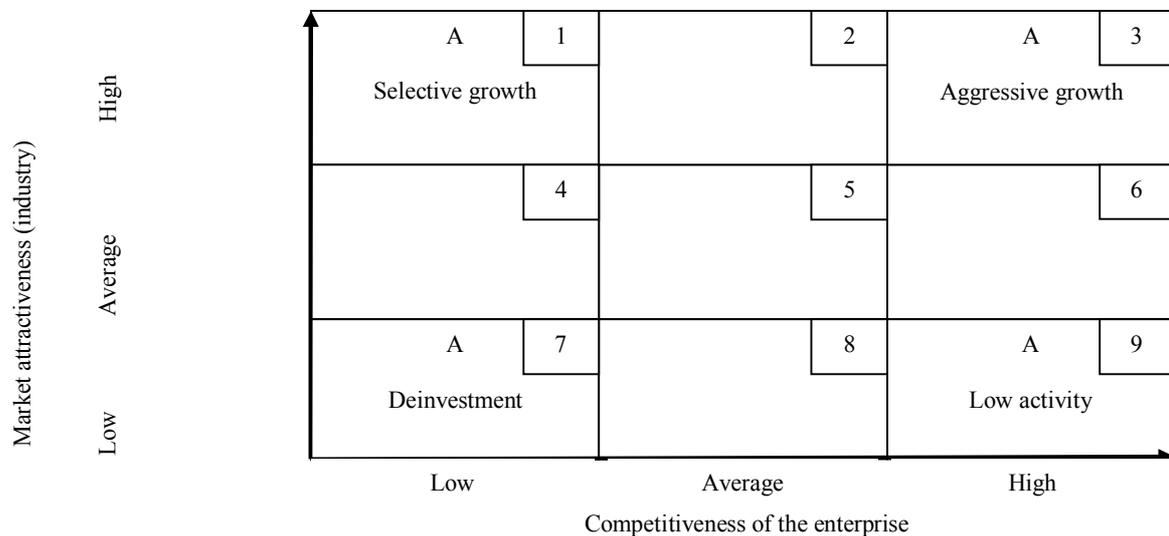 A 1 2 A 3
Selective growth Aggressive growth
High
4 5 6
Average
Market attractiveness (industry)
A 7 8 A 9
Deinvestment Low activity
Low
Low Average High
Competitiveness of the enterprise